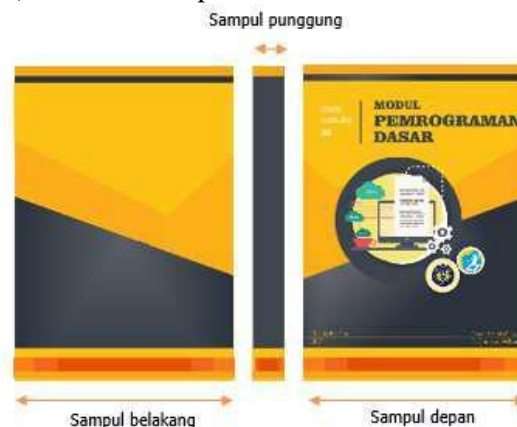 Sampul punggung
MODUL
PEMROGRAMAN
DASAR
Sampul belakang
Sampul depan